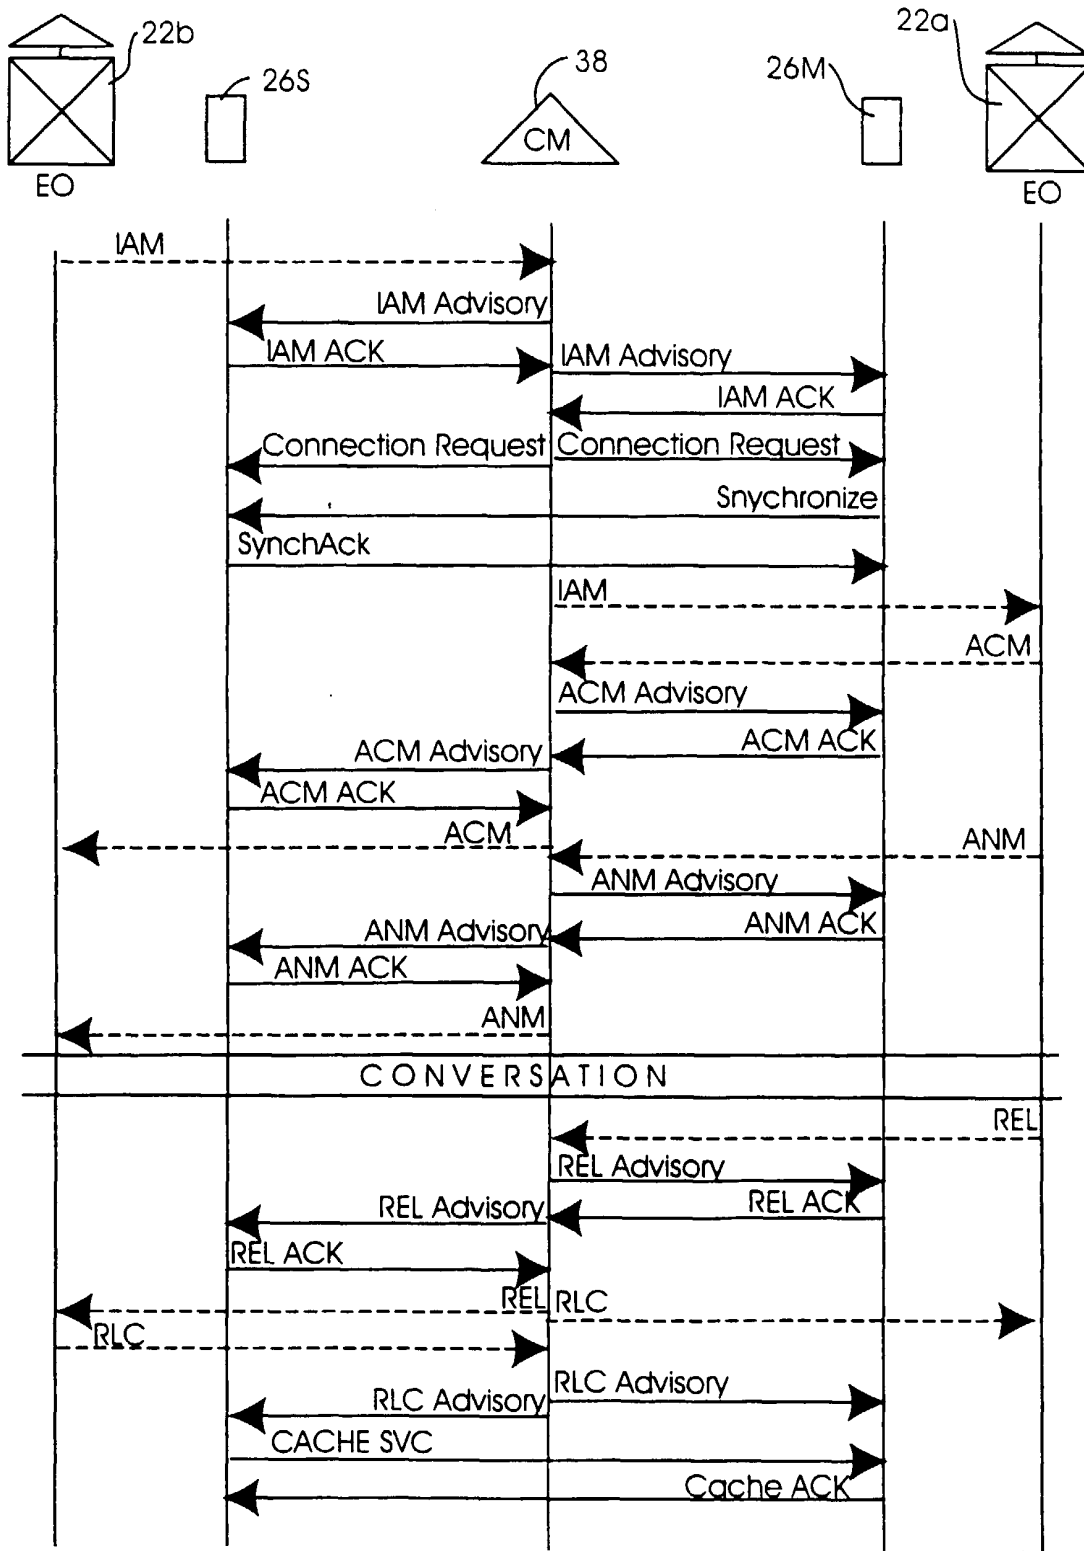 22b
26S
38
26M
22a
CM
EO
EO
IAM
IAM Advisory
IAM ACK
IAM Advisory
IAM ACK
Connection Request
Connection Request
Snychronize
SynchAck
IAM
ACM
ACM Advisory
ACM ACK
ACM Advisory
ACM ACK
ACM
ANM
ANM Advisory
ANM ACK
ANM Advisory
ANM ACK
ANM
CONVERSATION
REL
REL Advisory
REL ACK
REL Advisory
REL ACK
REL
RLC
RLC
RLC Advisory
RLC Advisory
CACHE SVC
Cache ACK